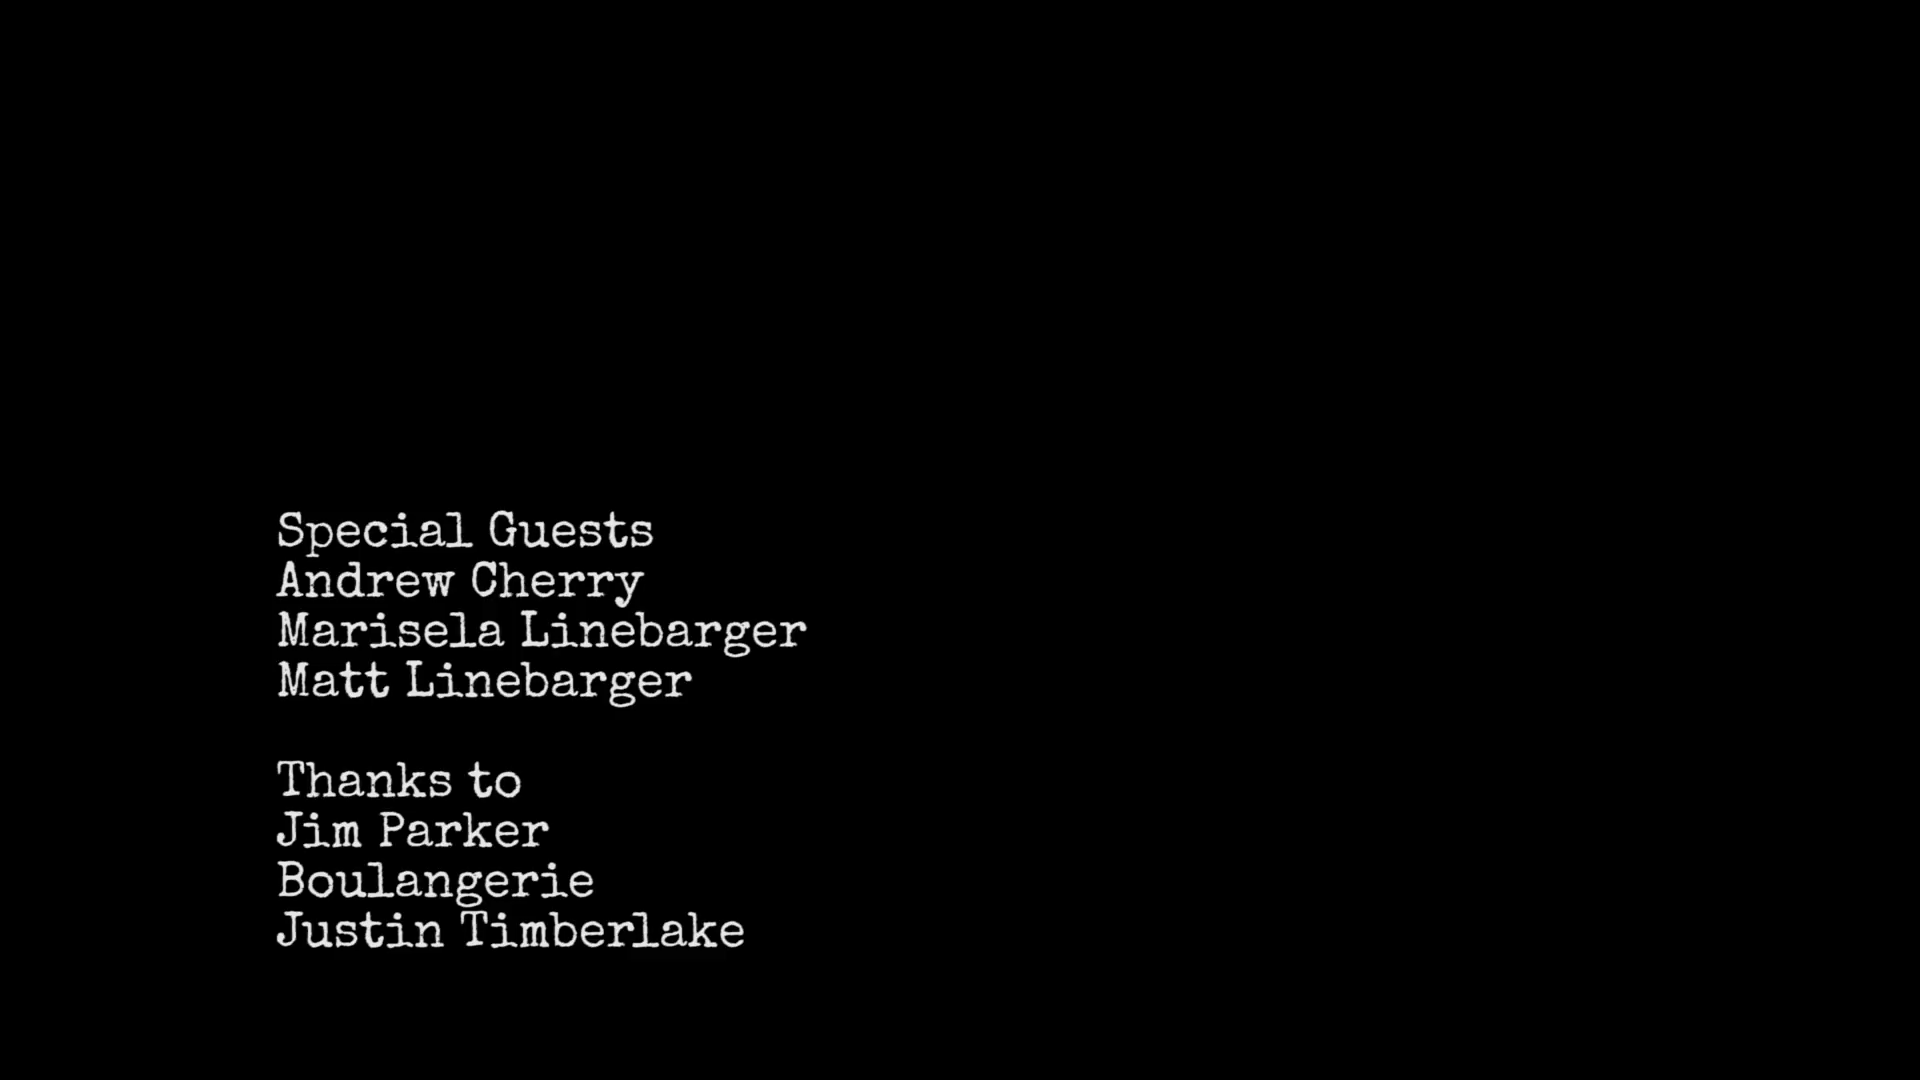 Special Guests
Andrew Cherry
Marisela Linebarger
Matt Linebarger
Thanks to
Jim Parker
Boulangerie
Justin Timberlake